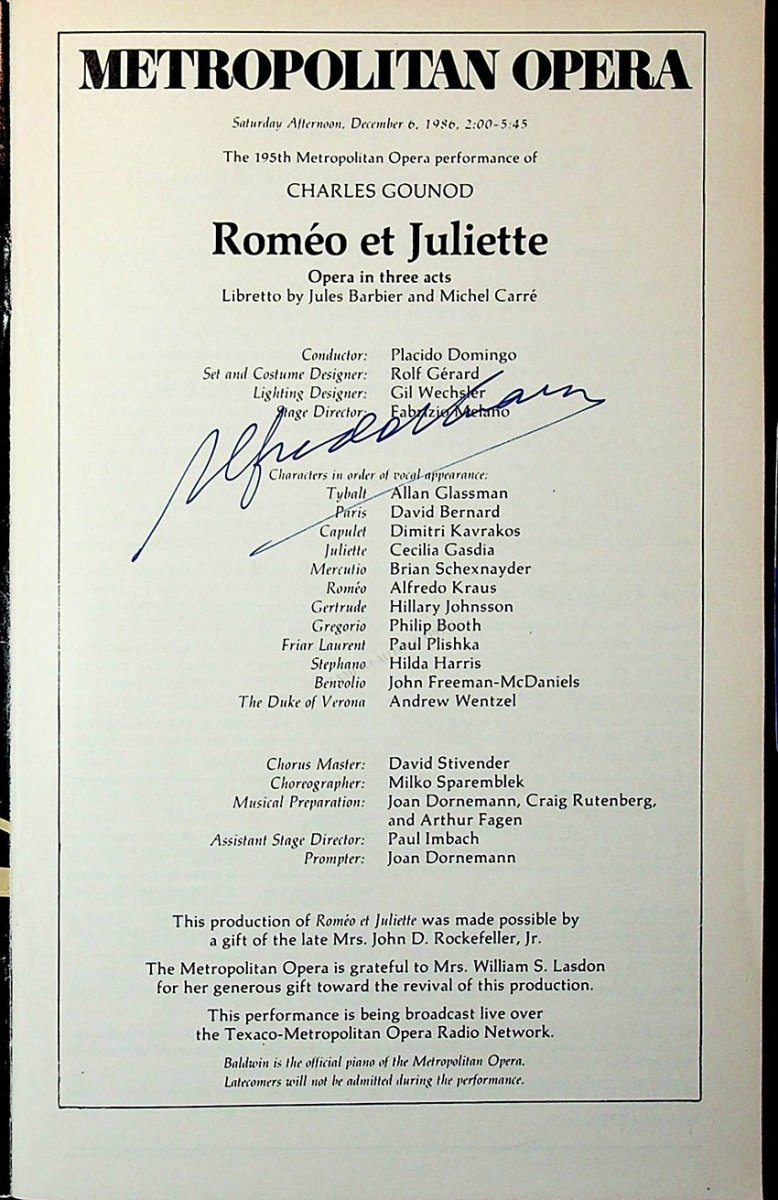 METROPOLITAN OPERA
Saturday Afternoon, December 6, 1986, 2:00-5:45
The 195th Metropolitan Opera performance of
CHARLES GOUNOD
Roméo et Juliette
Opera in three acts
Libretto by Jules Barbier and Michel Carré
Conductor: Placido Domingo
Set and Costume Designer: Rolf Gérard
Lighting Designer: Gil Wechsler
Stage Director: Fabrizio Melano
Alfredo Kraus
Characters in order of vocal appearance:
Tybalt Allan Glassman
Paris David Bernard
Capulet Dimitri Kavrakos
Juliette Cecilia Gasdia
Mercutio Brian Schexnayder
Roméo Alfredo Kraus
Gertrude Hillary Johnsson
Gregorio Philip Booth
Friar Laurent Paul Plishka
Stephano Hilda Harris
Benvolio John Freeman-McDaniels
The Duke of Verona Andrew Wentzel
Chorus Master: David Stivender
Choreographer: Milko Sparemblek
Musical Preparation: Joan Dornemann, Craig Rutenberg,
and Arthur Fagen
Assistant Stage Director: Paul Imbach
Prompter: Joan Dornemann
This production of Roméo et Juliette was made possible by
a gift of the late Mrs. John D. Rockefeller, Jr.
The Metropolitan Opera is grateful to Mrs. William S. Lasdon
for her generous gift toward the revival of this production.
This performance is being broadcast live over
the Texaco-Metropolitan Opera Radio Network.
Baldwin is the official piano of the Metropolitan Opera.
Latecomers will not be admitted during the performance.